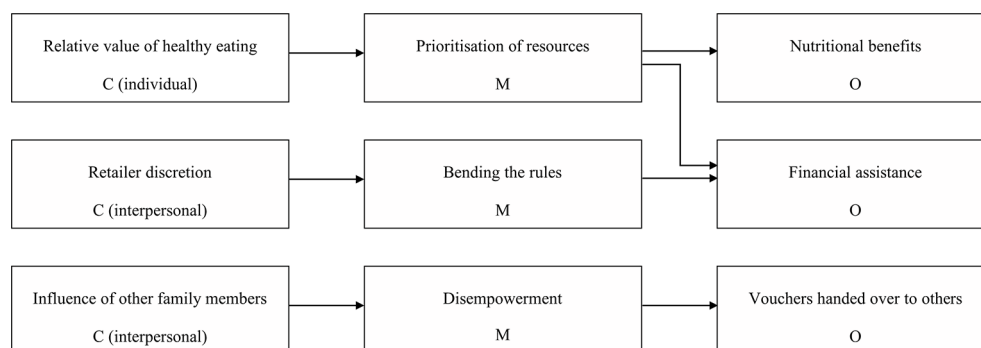 Relative value of healthy eating
C (individual)
Prioritisation of resources
M
Nutritional benefits
O
Retailer discretion
C (interpersonal)
Bending the rules
M
Financial assistance
O
Influence of other family members
C (interpersonal)
Disempowerment
M
Vouchers handed over to others
O